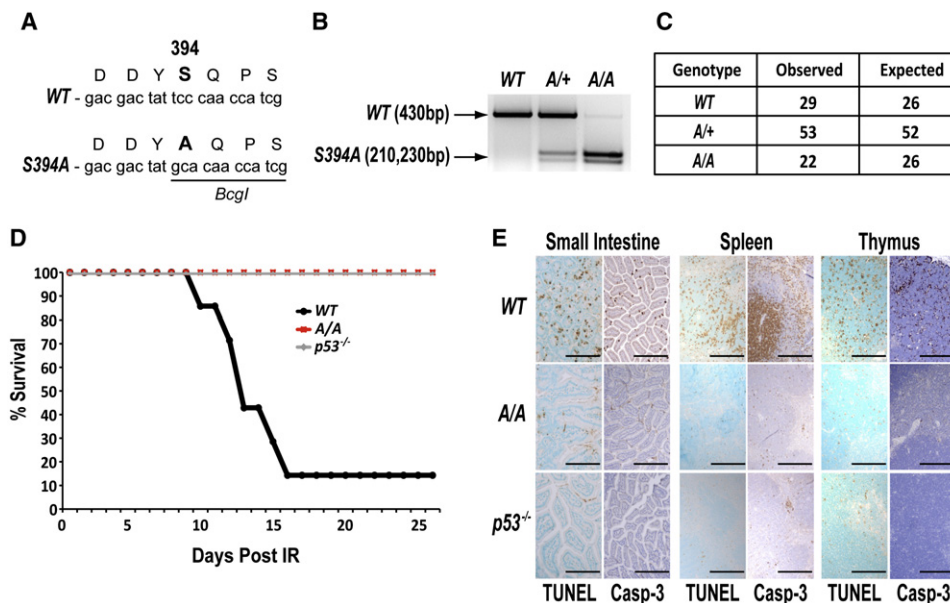 A
394
D D Y S Q P S
WT - gac gac tat tcc caa cca tcg
D D Y A Q P S
S394A - gac gac tat gca caa cca tcg
BcgI
B
WT A/+ A/A
WT (430bp)
S394A (210,230bp)
C
Genotype Observed Expected
WT 29 26
A/+ 53 52
A/A 22 26
D
100
90
80
70
60
50
40
30
20
10
0
% Survival
WT
A/A
p53-/-
0 5 10 15 20 25
Days Post IR
E
Small Intestine Spleen Thymus
WT
A/A
p53-/-
TUNEL Casp-3 TUNEL Casp-3 TUNEL Casp-3